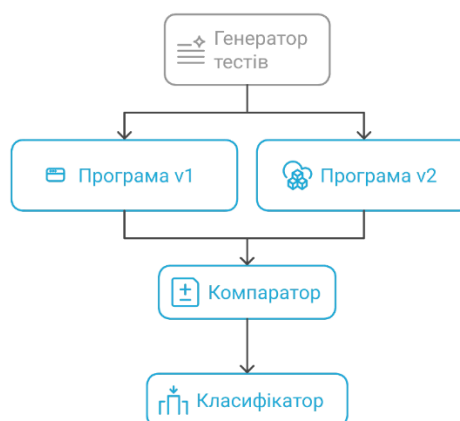 Генератор
тестів
Програма v1
Програма v2
Компаратор
Класифікатор